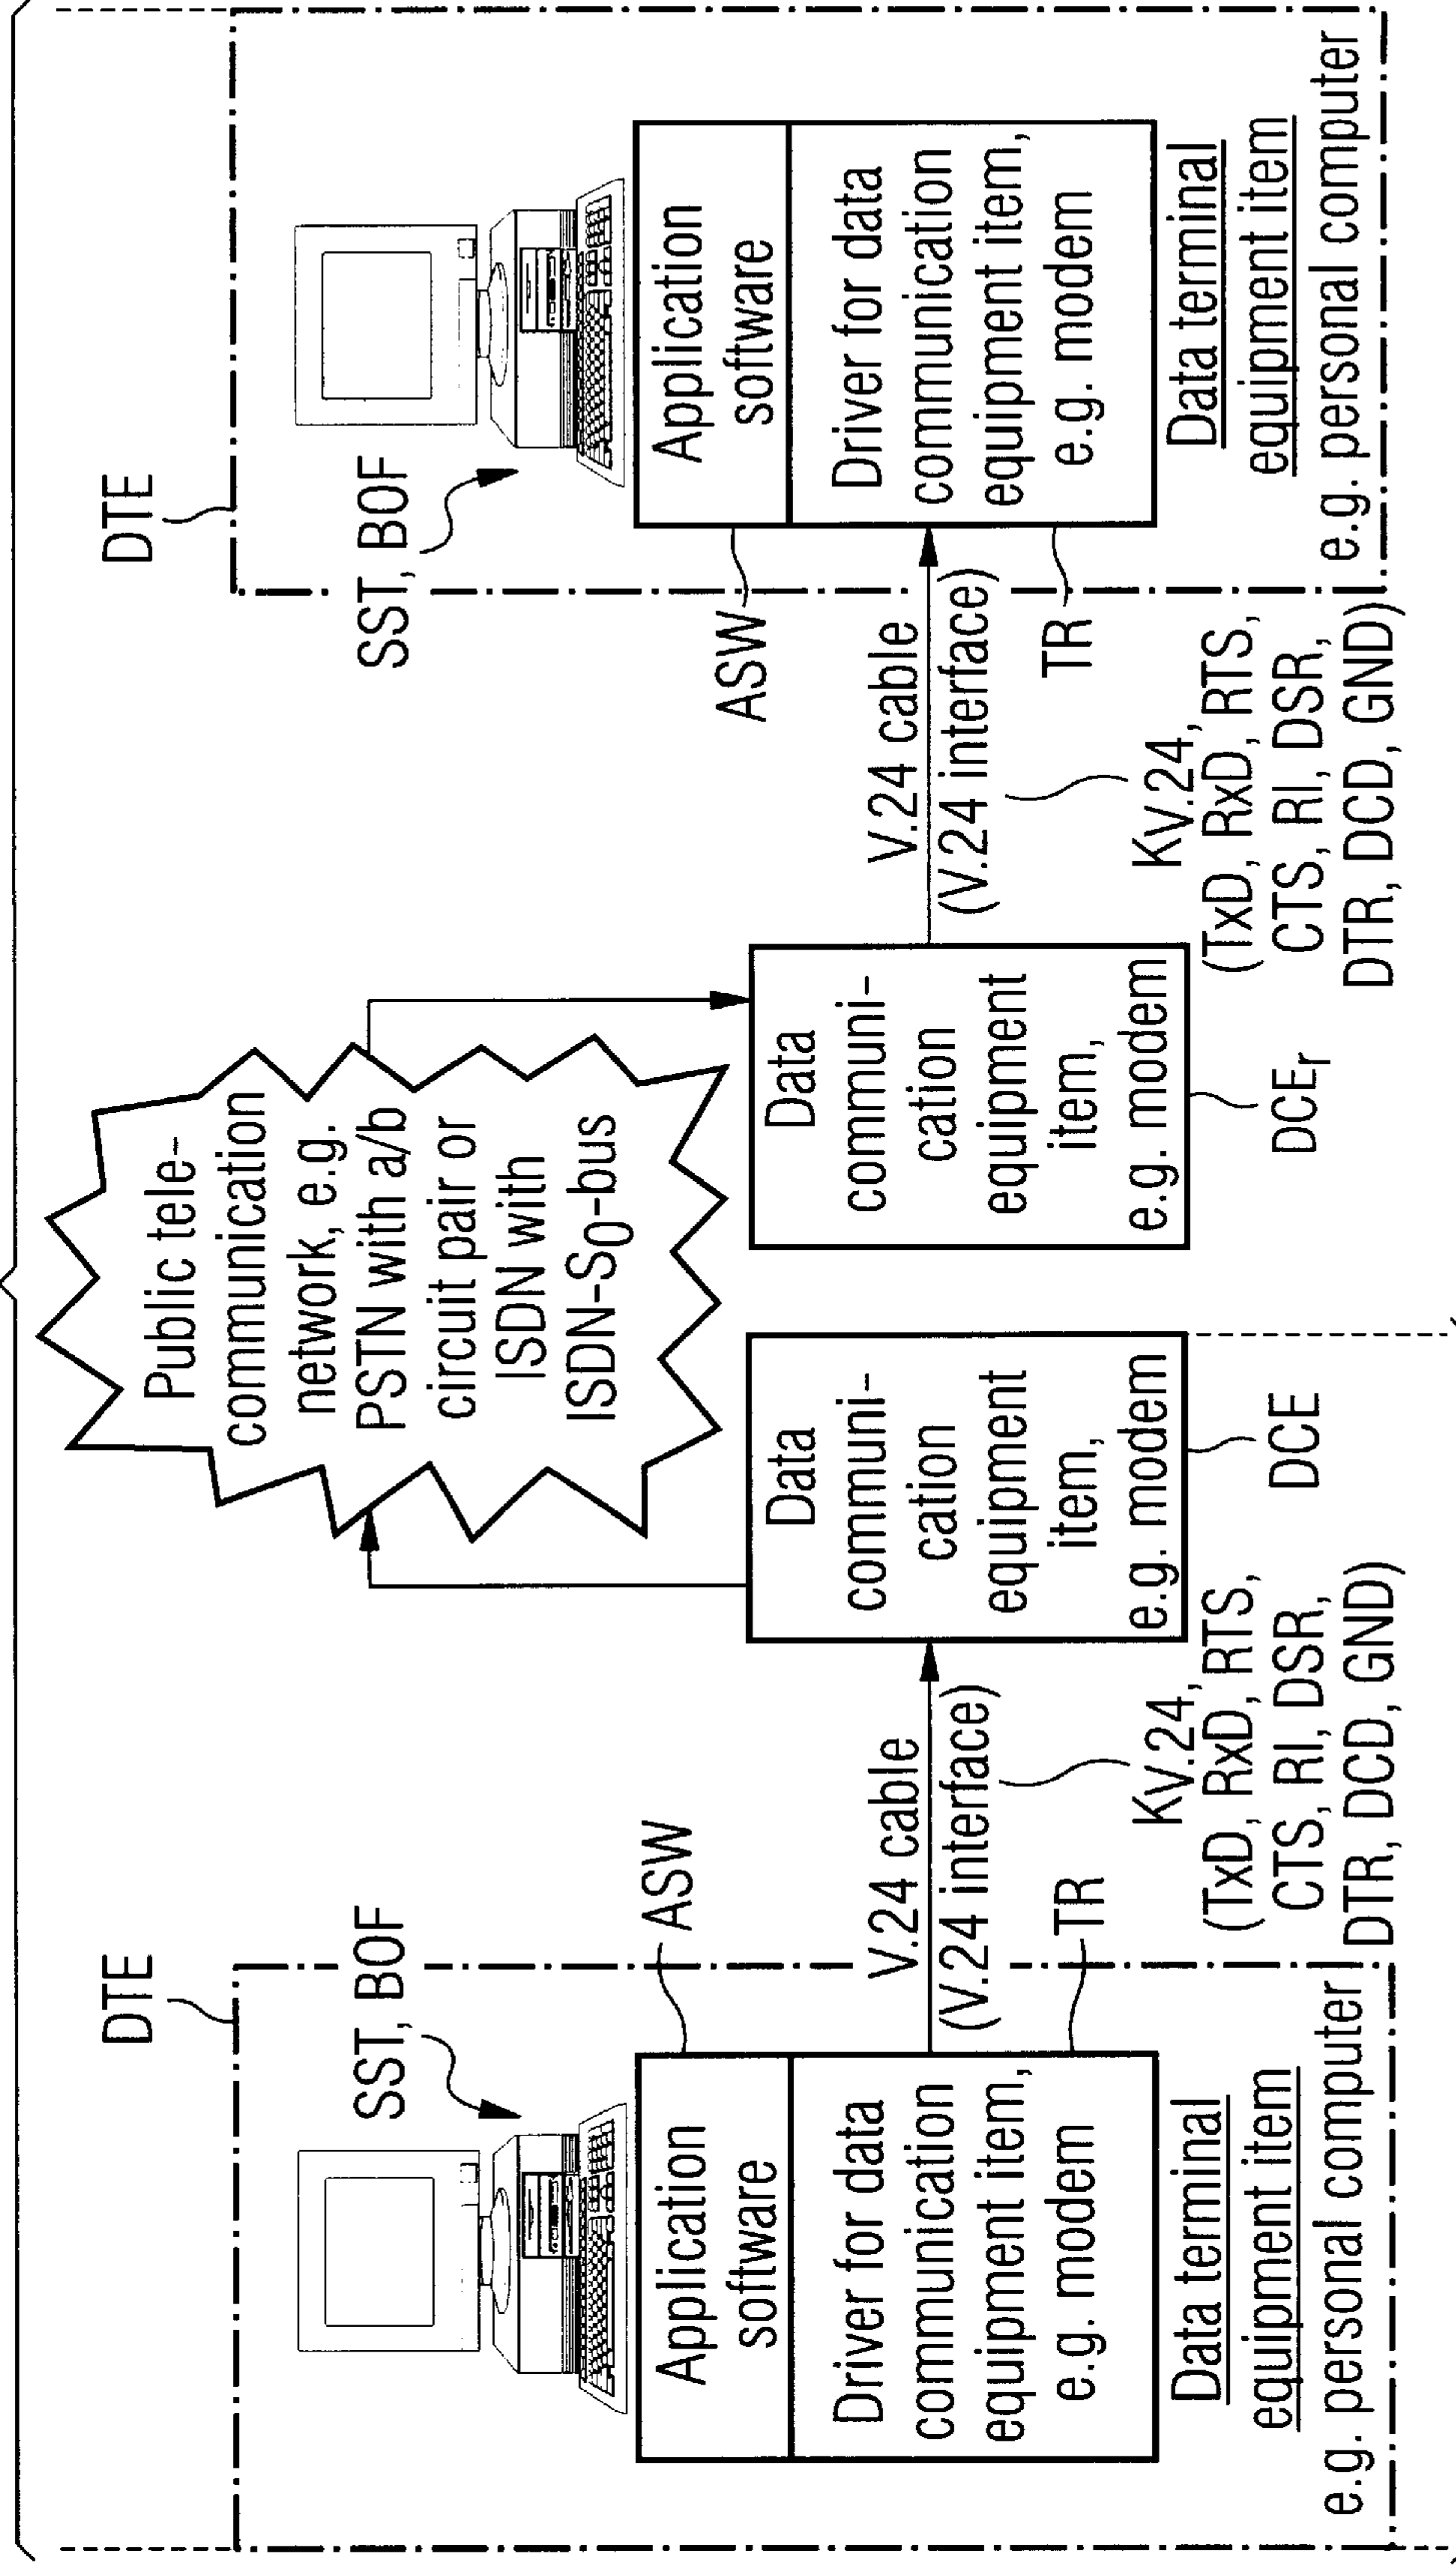 DTE
SST, BOF
ASW
Application
software
Driver for data
communication
equipment item,
e.g. modem
Data terminal
equipment item
e.g. personal computer
TR
V.24 cable
(V.24 interface)
KV.24,
(TxD, RxD, RTS,
CTS, RI, DSR,
DTR, DCD, GND)
Data
communi-
cation
equipment
item,
e.g. modem
DCE
Public tele-
communication
network, e.g.
PSTN with a/b
circuit pair or
ISDN with
ISDN-S0-bus
Data
communi-
cation
equipment
item,
e.g. modem
DCEr
V.24 cable
(V.24 interface)
KV.24,
(TxD, RxD, RTS,
CTS, RI, DSR,
DTR, DCD, GND)
DTE
SST, BOF
ASW
Application
software
Driver for data
communication
equipment item,
e.g. modem
TR
Data terminal
equipment item
e.g. personal computer